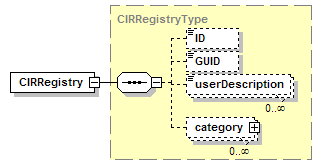 CIRRegistryType
ID
GUID
CIRRegistry
userDescription
0..∞
category
0..∞